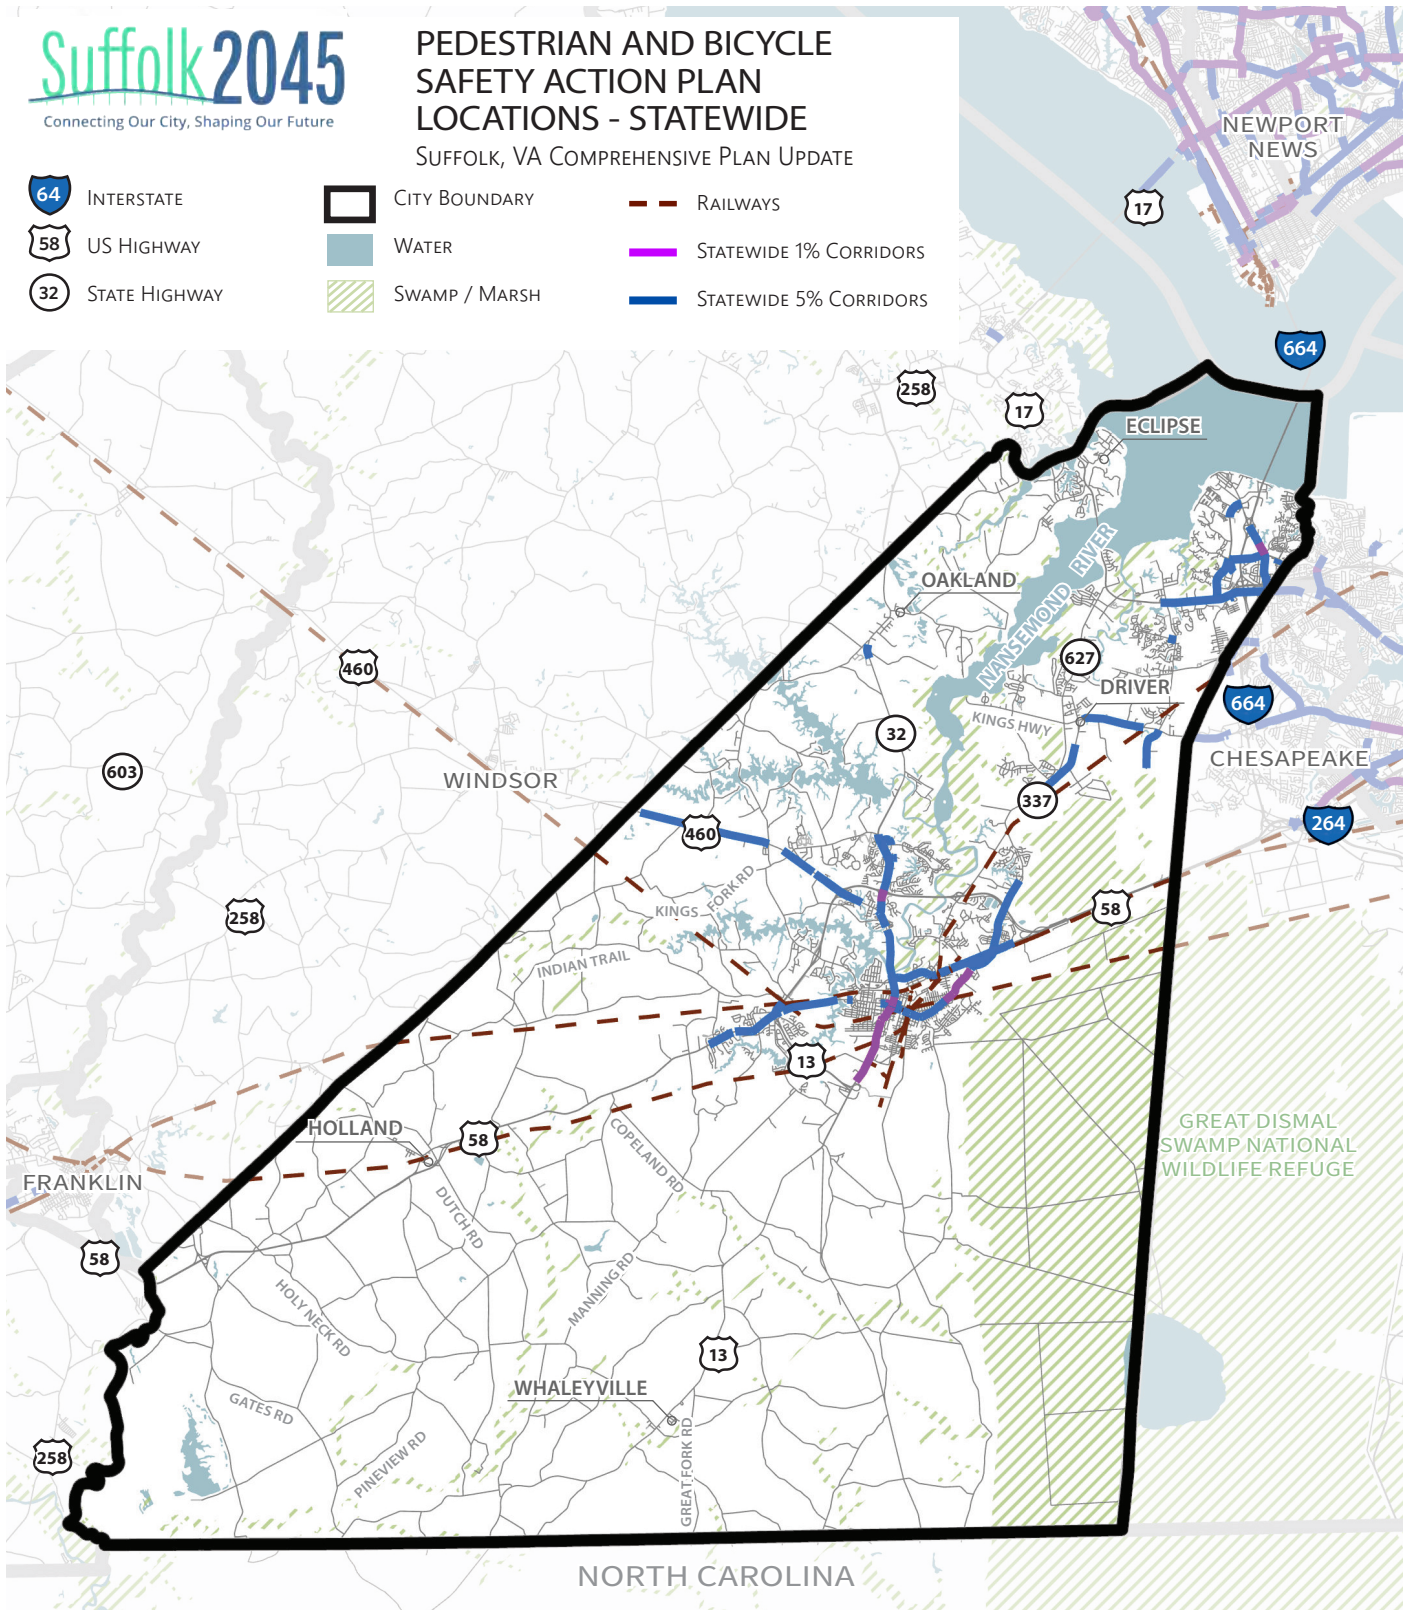 Suffolk 2045
Connecting Our City, Shaping Our Future
PEDESTRIAN AND BICYCLE
SAFETY ACTION PLAN
LOCATIONS - STATEWIDE
SUFFOLK, VA COMPREHENSIVE PLAN UPDATE
64 INTERSTATE
58 US HIGHWAY
32 STATE HIGHWAY
CITY BOUNDARY
WATER
SWAMP / MARSH
RAILWAYS
STATEWIDE 1% CORRIDORS
STATEWIDE 5% CORRIDORS
NEWPORT
NEWS
17
664
258
17
ECLIPSE
OAKLAND
NANSEMOND RIVER
627
460
DRIVER
664
KINGS HWY
32
603
WINDSOR
CHESAPEAKE
337
264
460
KINGS FORK RD
258
58
INDIAN TRAIL
13
HOLLAND
58
COPELAND RD
GREAT DISMAL
SWAMP NATIONAL
WILDLIFE REFUGE
FRANKLIN
DUTCH RD
58
MANNING RD
HOLY NECK RD
13
WHALEYVILLE
GATES RD
PINEVIEW RD
GREAT FORK RD
258
NORTH CAROLINA